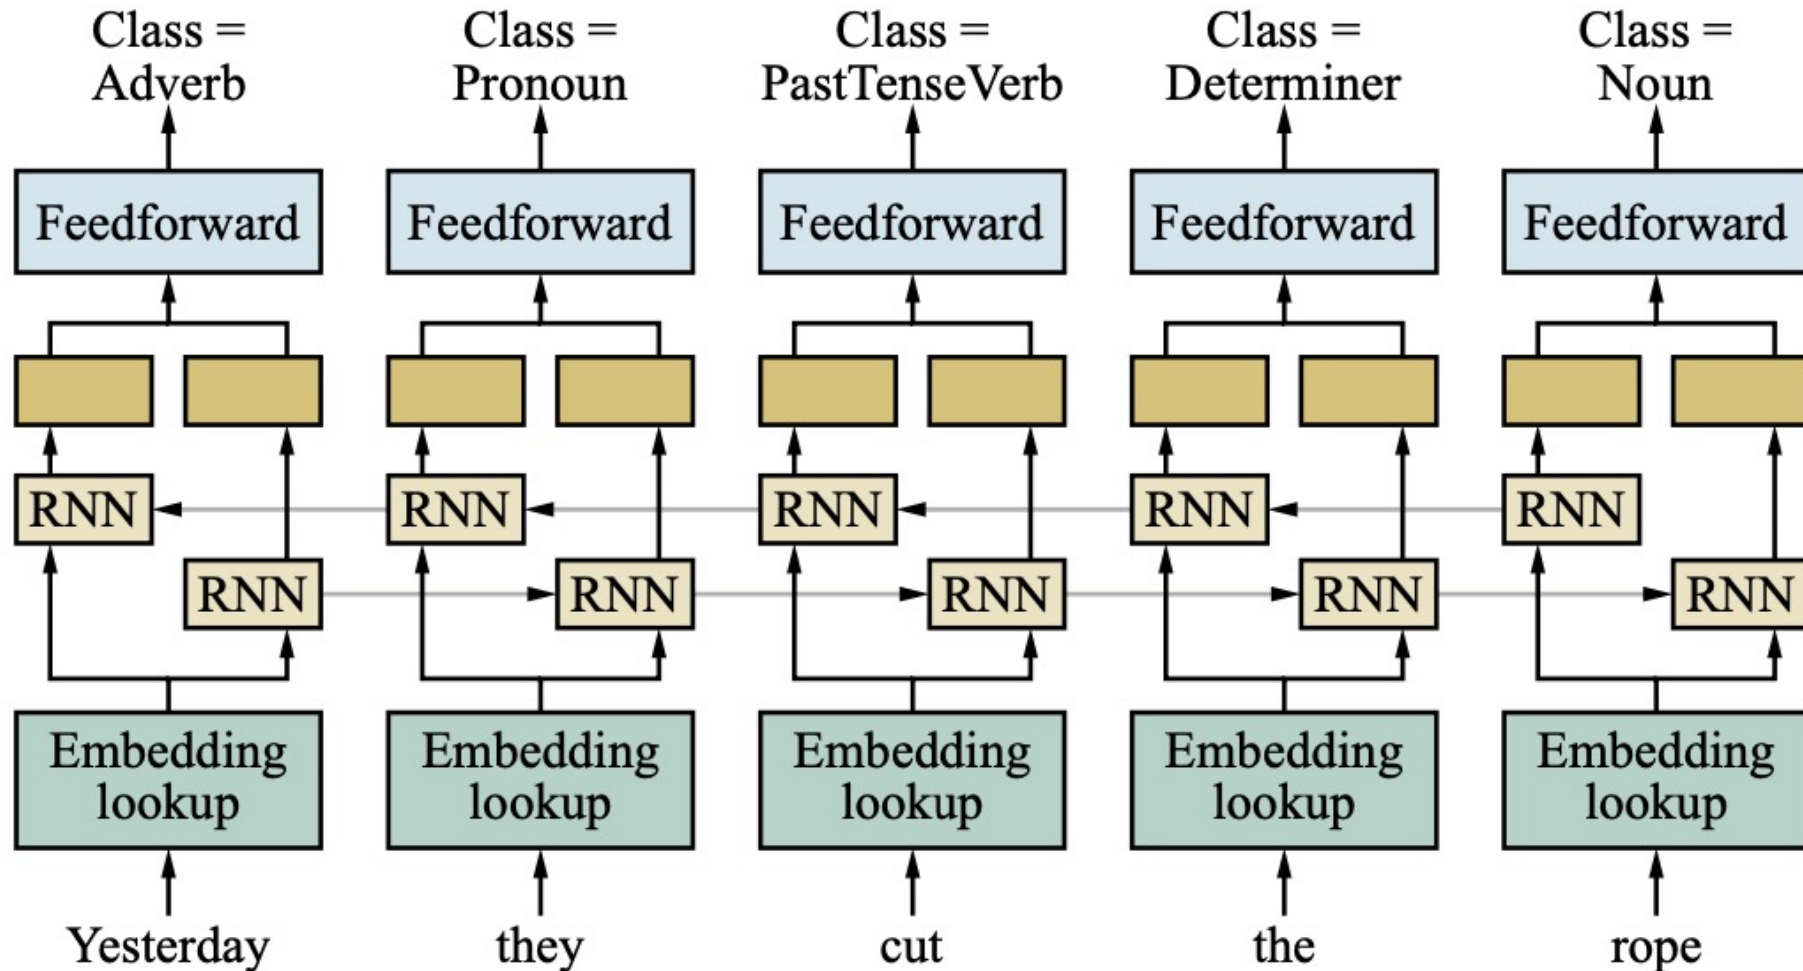 Class = Class = Class = Class = Class =
Adverb Pronoun PastTenseVerb Determiner Noun
Feedforward Feedforward Feedforward Feedforward Feedforward
RNN RNN RNN RNN RNN
RNN RNN RNN RNN RNN
Embedding Embedding Embedding Embedding Embedding
lookup lookup lookup lookup lookup
Yesterday they cut the rope